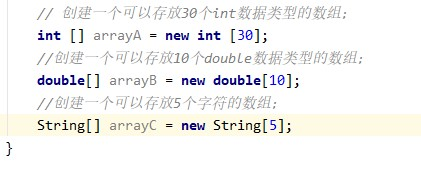 // 创建一个可以存放30个int数据类型的数组；
int [] arrayA = new int [30];
//创建一个可以存放10个double数据类型的数组；
double[] arrayB = new double[10];
//创建一个可以存放5个字符的数组；
String[] arrayC = new String[5];
}